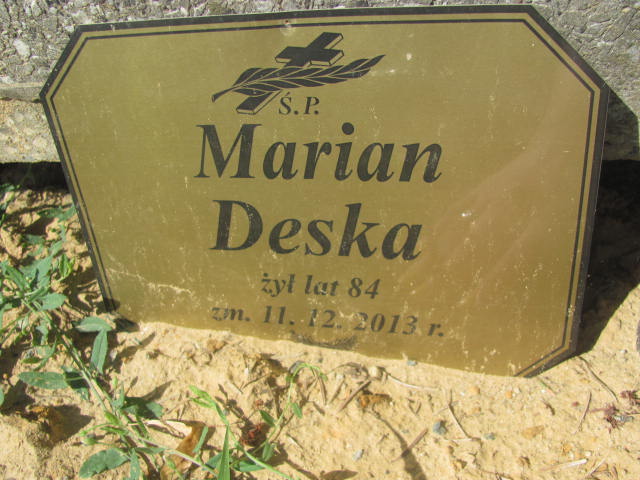 Ś.P.
Marian
Deska
żył lat 84
zm. 11. 12. 2013 r.